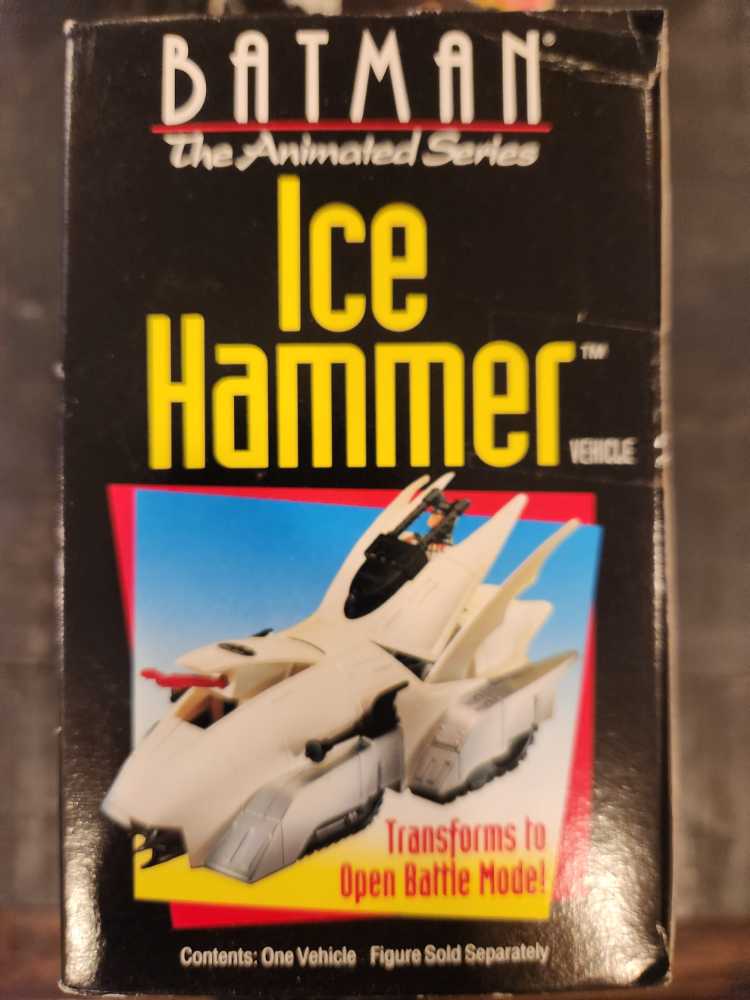 BATMAN®
The Animated Series
Ice
Hammer™
VEHICLE
Transforms to
Open Battle Mode!
Contents: One Vehicle Figure Sold Separately